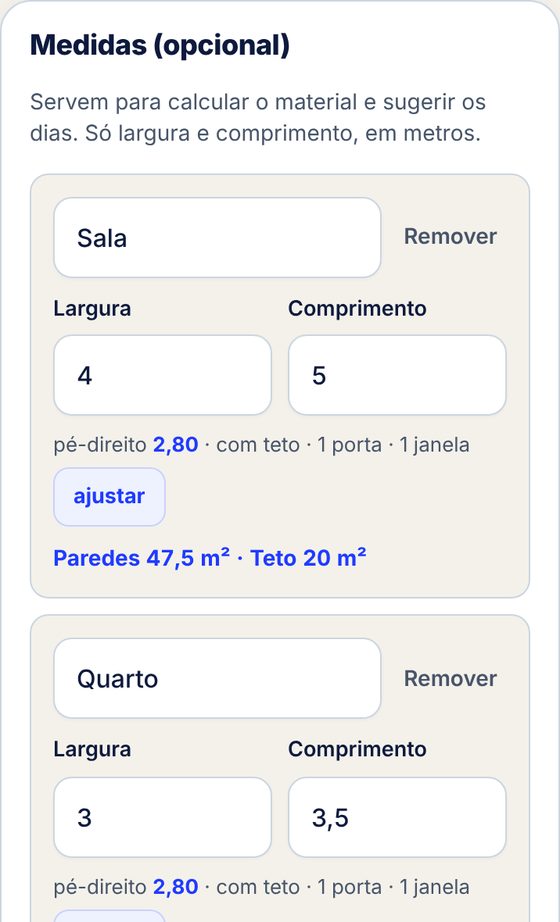 Medidas (opcional)
Servem para calcular o material e sugerir os
dias. Só largura e comprimento, em metros.
Sala
Remover
Largura
Comprimento
4
5
pé-direito 2,80 · com teto · 1 porta · 1 janela
ajustar
Paredes 47,5 m² · Teto 20 m²
Quarto
Remover
Largura
Comprimento
3
3,5
pé-direito 2,80 · com teto · 1 porta · 1 janela